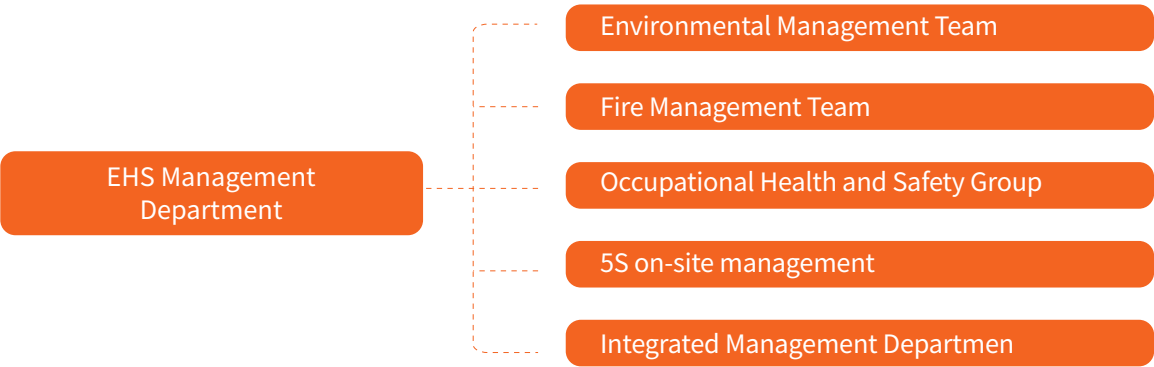 Environmental Management Team
Fire Management Team
EHS Management
Department
Occupational Health and Safety Group
5S on-site management
Integrated Management Departmen